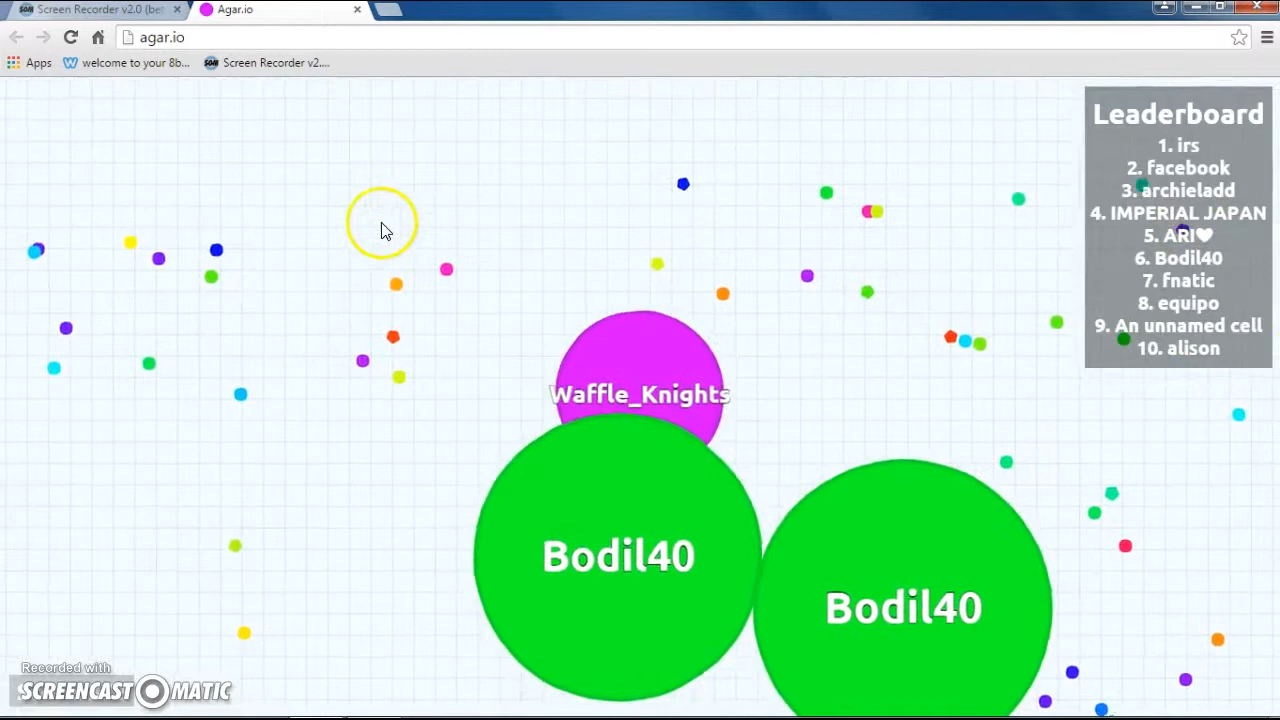 Screen Recorder v2.0 (bet
Agar.io
agar.io
Apps
welcome to your 8b...
Screen Recorder v2....
Leaderboard
1. irs
2. facebook
3. archieladd
4. IMPERIAL JAPAN
5. ARI♥
6. Bodil40
7. fnatic
8. equipo
9. An unnamed cell
10. alison
Waffle_Knights
Bodil40
Bodil40
Recorded with
SCREENCAST O MATIC